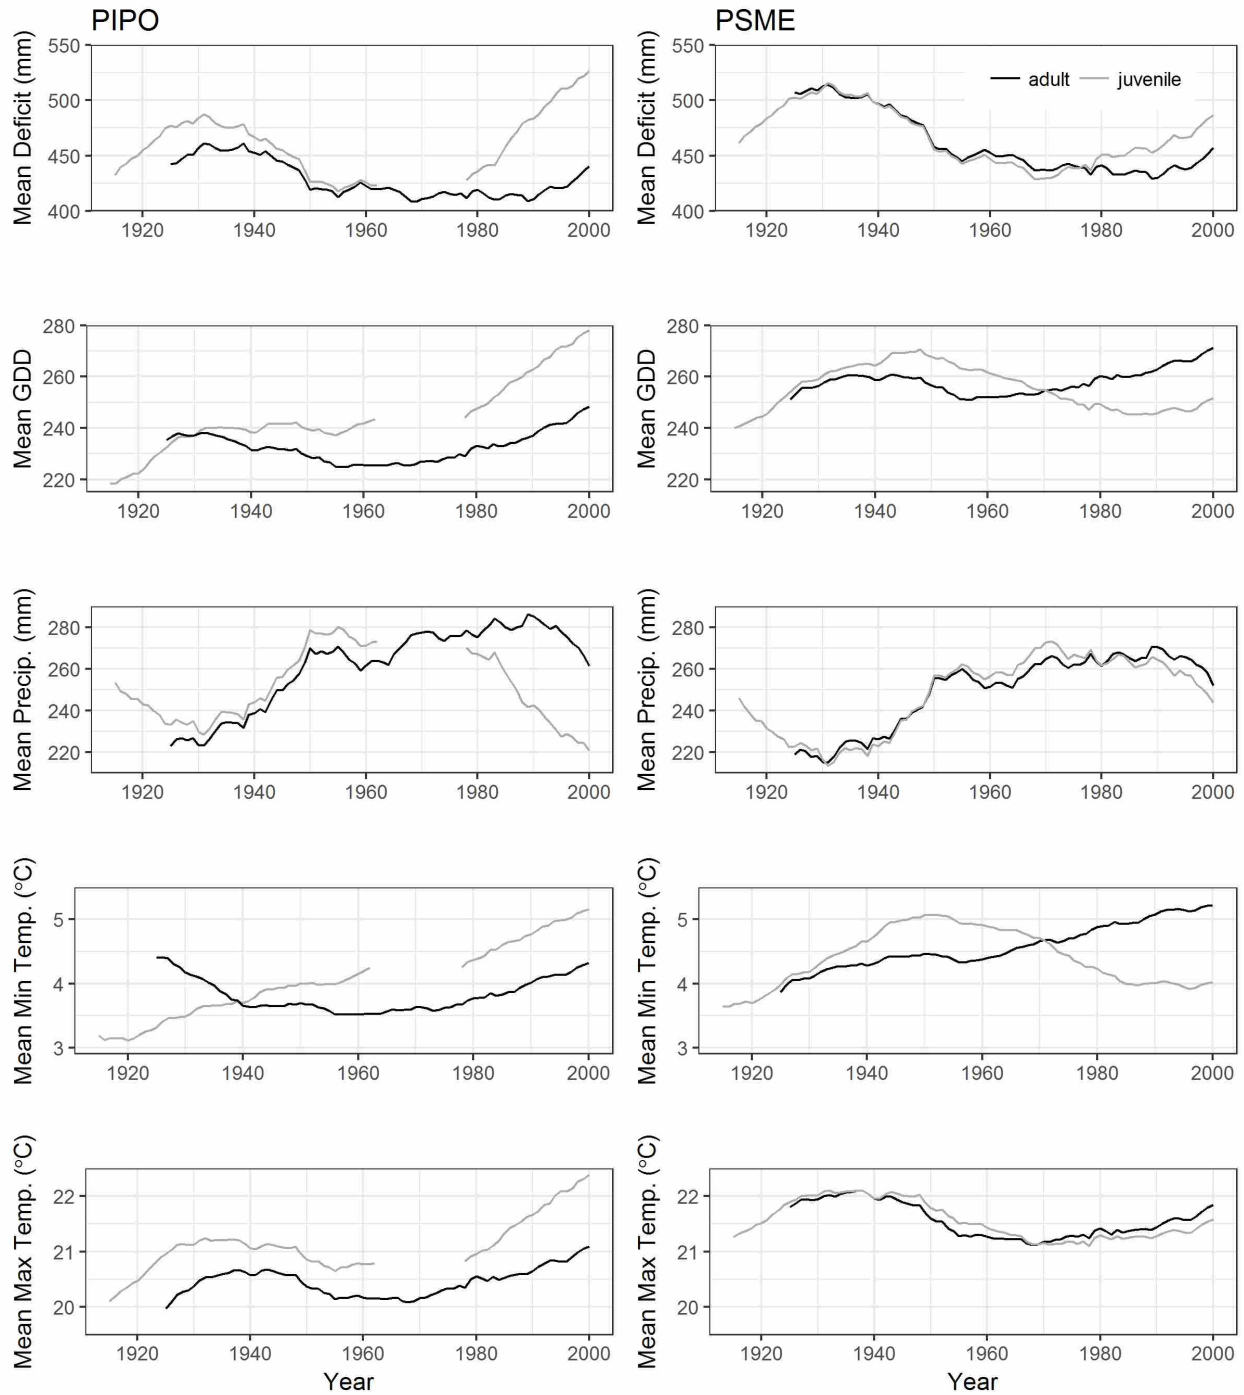 PIPO
PSME
Mean Deficit (mm)
550
500
450
400
1920 1940 1960 1980 2000
Mean Deficit (mm)
550
500
450
400
adult juvenile
1920 1940 1960 1980 2000
Mean GDD
280
260
240
220
1920 1940 1960 1980 2000
Mean GDD
280
260
240
220
1920 1940 1960 1980 2000
Mean Precip. (mm)
280
260
240
220
1920 1940 1960 1980 2000
Mean Precip. (mm)
280
260
240
220
1920 1940 1960 1980 2000
Mean Min Temp. (°C)
5
4
3
1920 1940 1960 1980 2000
Mean Min Temp. (°C)
5
4
3
1920 1940 1960 1980 2000
Mean Max Temp. (°C)
22
21
20
1920 1940 1960 1980 2000
Year
Mean Max Temp. (°C)
22
21
20
1920 1940 1960 1980 2000
Year